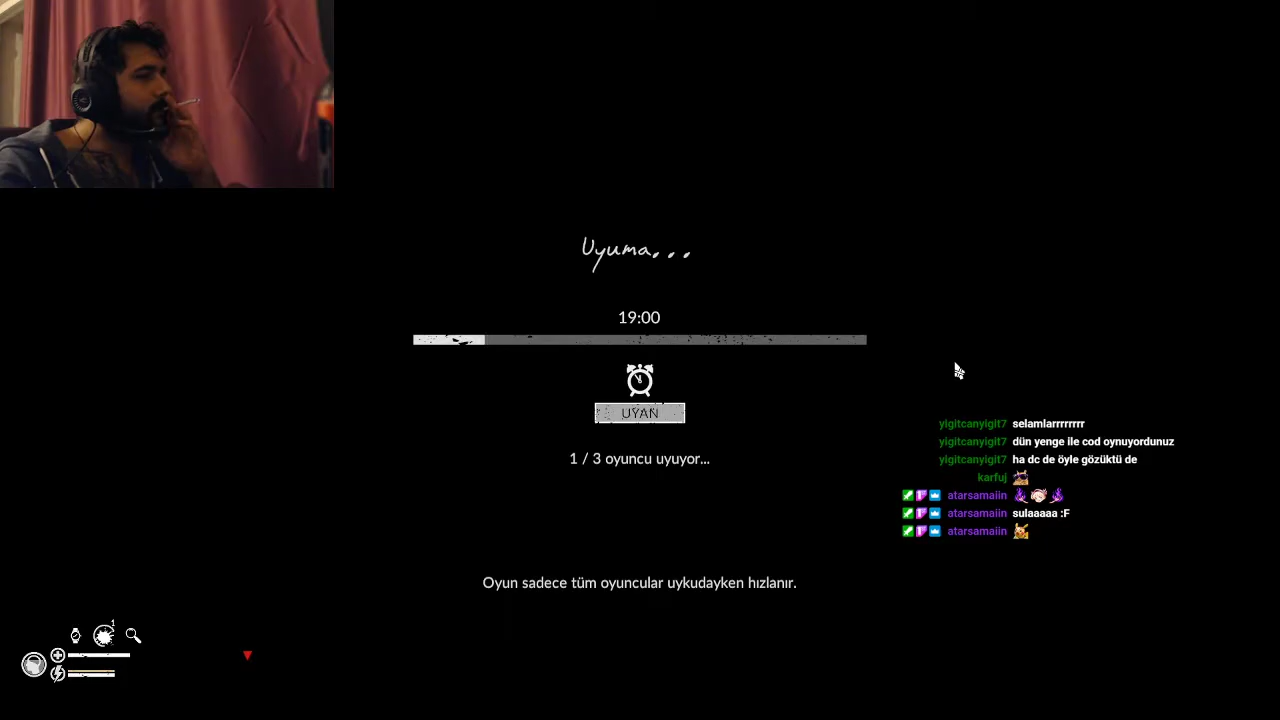 Uyuma...
19:00
UYAN
1 / 3 oyuncu uyuyor...
yigitcanyigit7 selamlarrrrrrrr
yigitcanyigit7 dün yenge ile cod oynuyordunuz
yigitcanyigit7 ha dc de öyle gözüktü de
karfuj
atarsamaiin
atarsamaiin sulaaaaa :F
atarsamaiin
Oyun sadece tüm oyuncular uykudayken hızlanır.
1